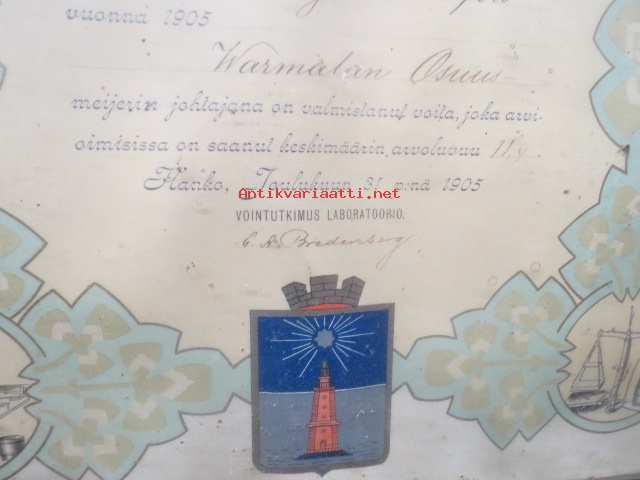 vuonna 1905
Warmalan Osuus
meijerin johtajana on valmistanut voita, joka arvi-
oimisissa on saanut keskimäärin arvoluvun 11,
Hanko, Joulukuun 31 p:nä 1905
Antikvariaatti.net
VOINTUTKIMUS LABORATOORIO.
C. A. Bredenberg